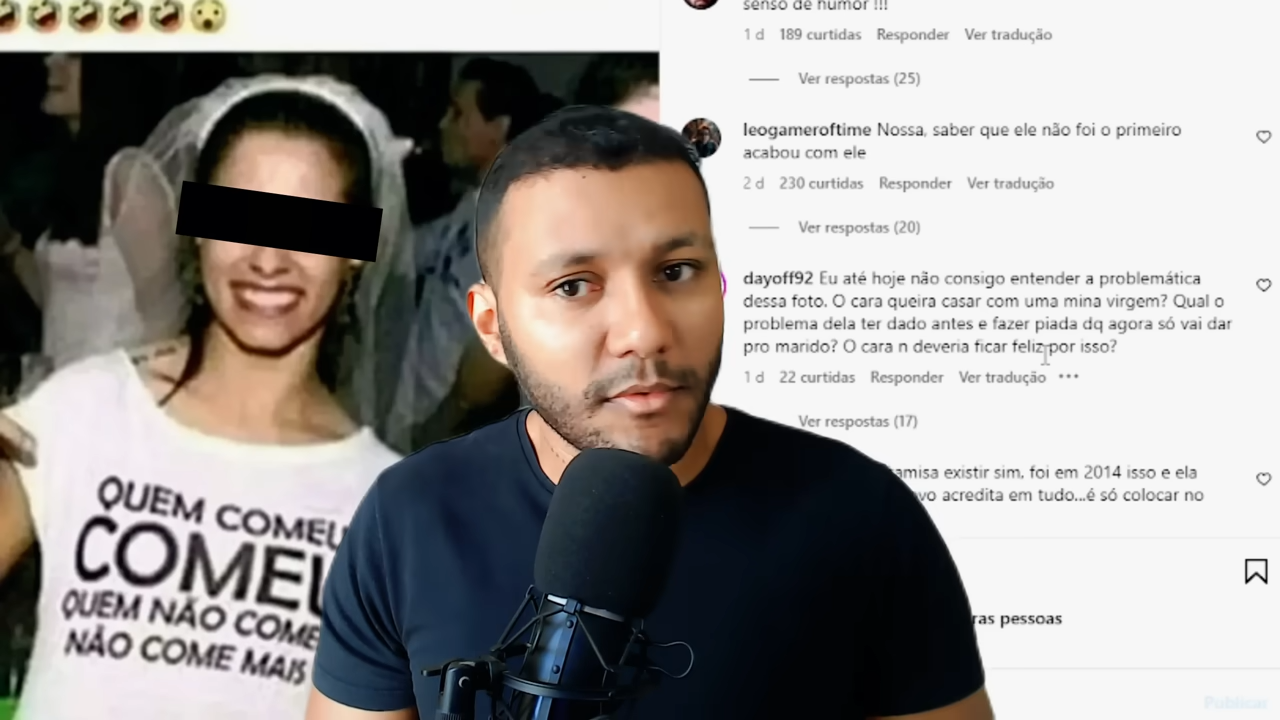 QUEM COMEU
COMEU
QUEM NÃO COME
NÃO COME MAIS
senso de humor !!!
1 d 189 curtidas Responder Ver tradução
Ver respostas (25)
leogameroftime Nossa, saber que ele não foi o primeiro
acabou com ele
2 d 230 curtidas Responder Ver tradução
Ver respostas (20)
dayoff92 Eu até hoje não consigo entender a problemática
dessa foto. O cara queira casar com uma mina virgem? Qual o
problema dela ter dado antes e fazer piada dq agora só vai dar
pro marido? O cara n deveria ficar feliz por isso?
1 d 22 curtidas Responder Ver tradução
Ver respostas (17)
existir sim, foi em 2014 isso e ela
acredita em tudo...é só colocar no
pessoas
Publicar